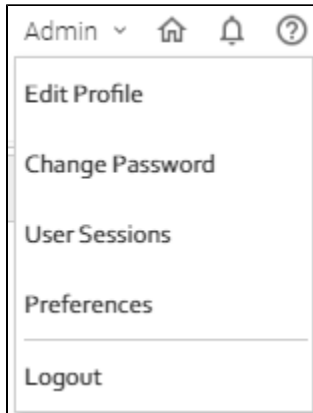 Admin
Edit Profile
Change Password
User Sessions
Preferences
Logout